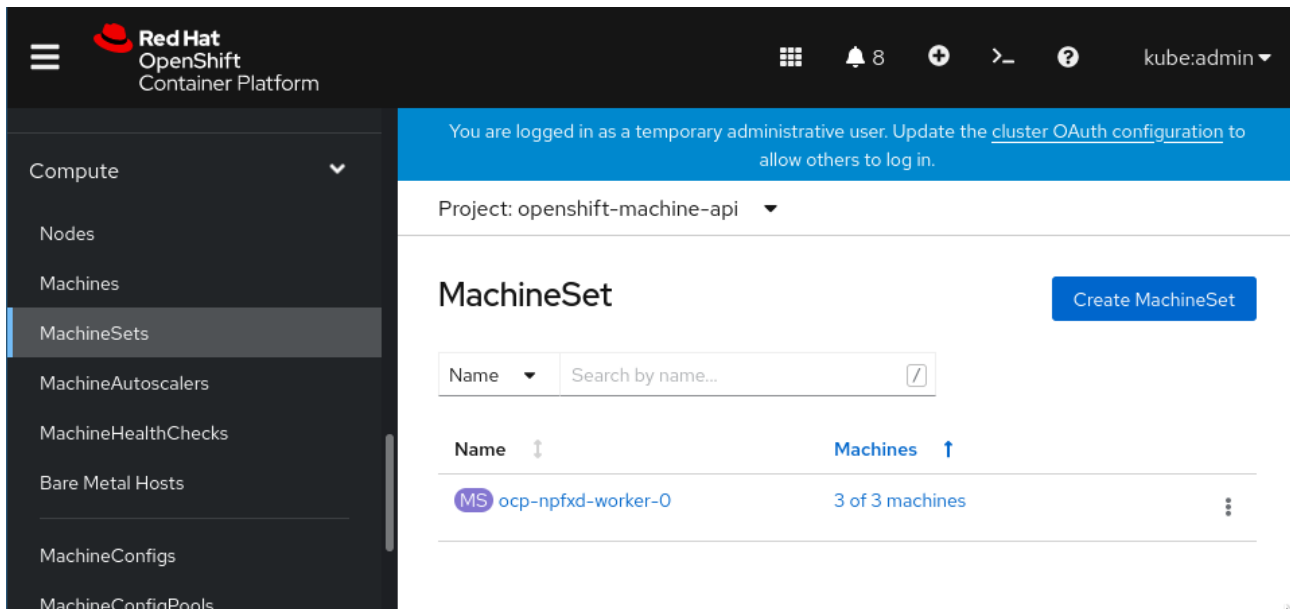 Red Hat
OpenShift
Container Platform
8
kube:admin
You are logged in as a temporary administrative user. Update the cluster OAuth configuration to
allow others to log in.
Compute
Nodes
Machines
MachineSets
MachineAutoscalers
MachineHealthChecks
Bare Metal Hosts
MachineConfigs
MachineConfigPools
Project: openshift-machine-api
MachineSet
Create MachineSet
Name
Search by name...
/
Name
Machines
MS ocp-npfxd-worker-0
3 of 3 machines